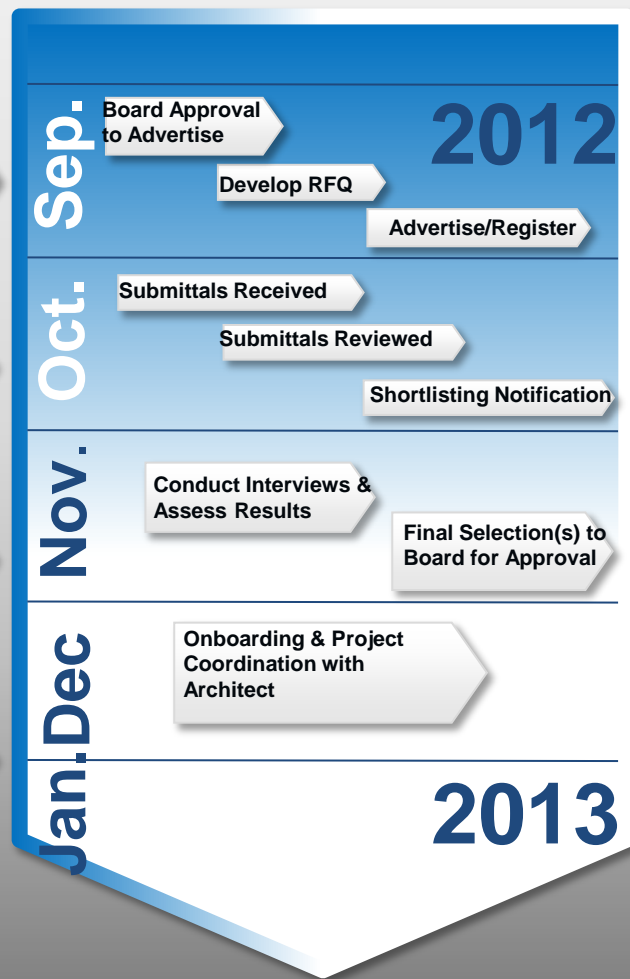 Sep.
2012
Board Approval
to Advertise
Develop RFQ
Advertise/Register
Oct.
Submittals Received
Submittals Reviewed
Shortlisting Notification
Nov.
Conduct Interviews &
Assess Results
Final Selection(s) to
Board for Approval
Dec
Onboarding & Project
Coordination with
Architect
Jan.
2013